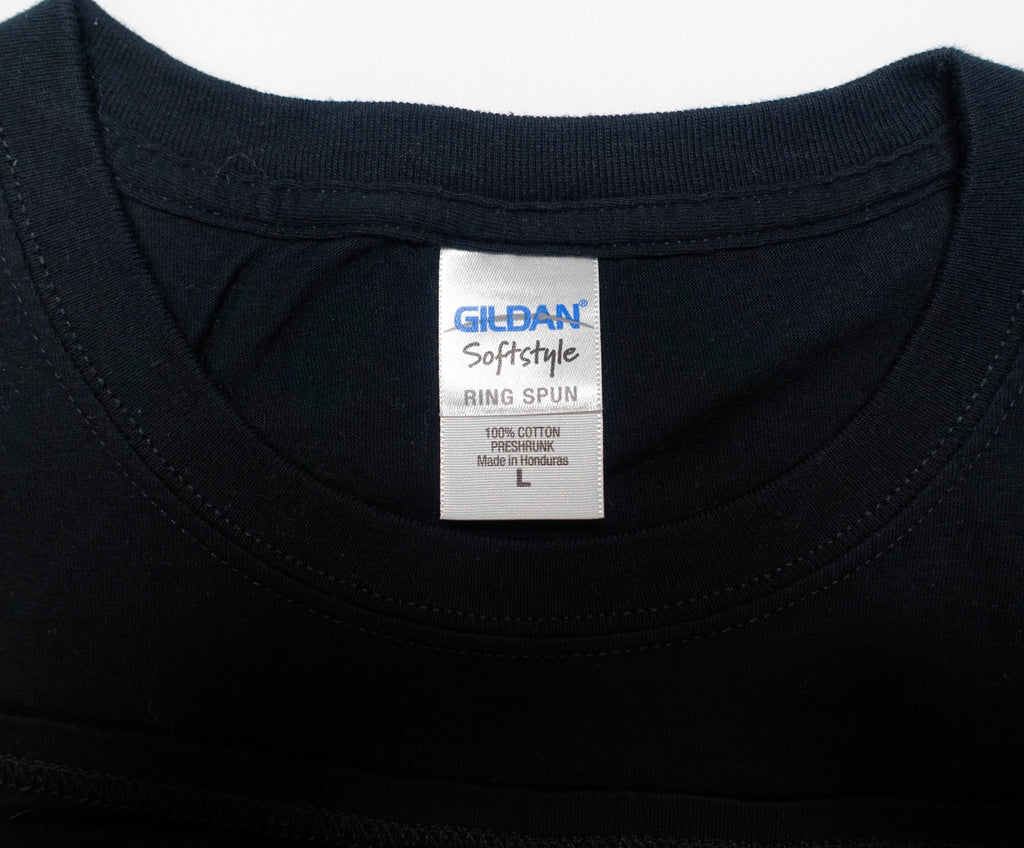 GILDAN®
Softstyle
RING SPUN
100% COTTON
PRESHRUNK
Made in Honduras
L